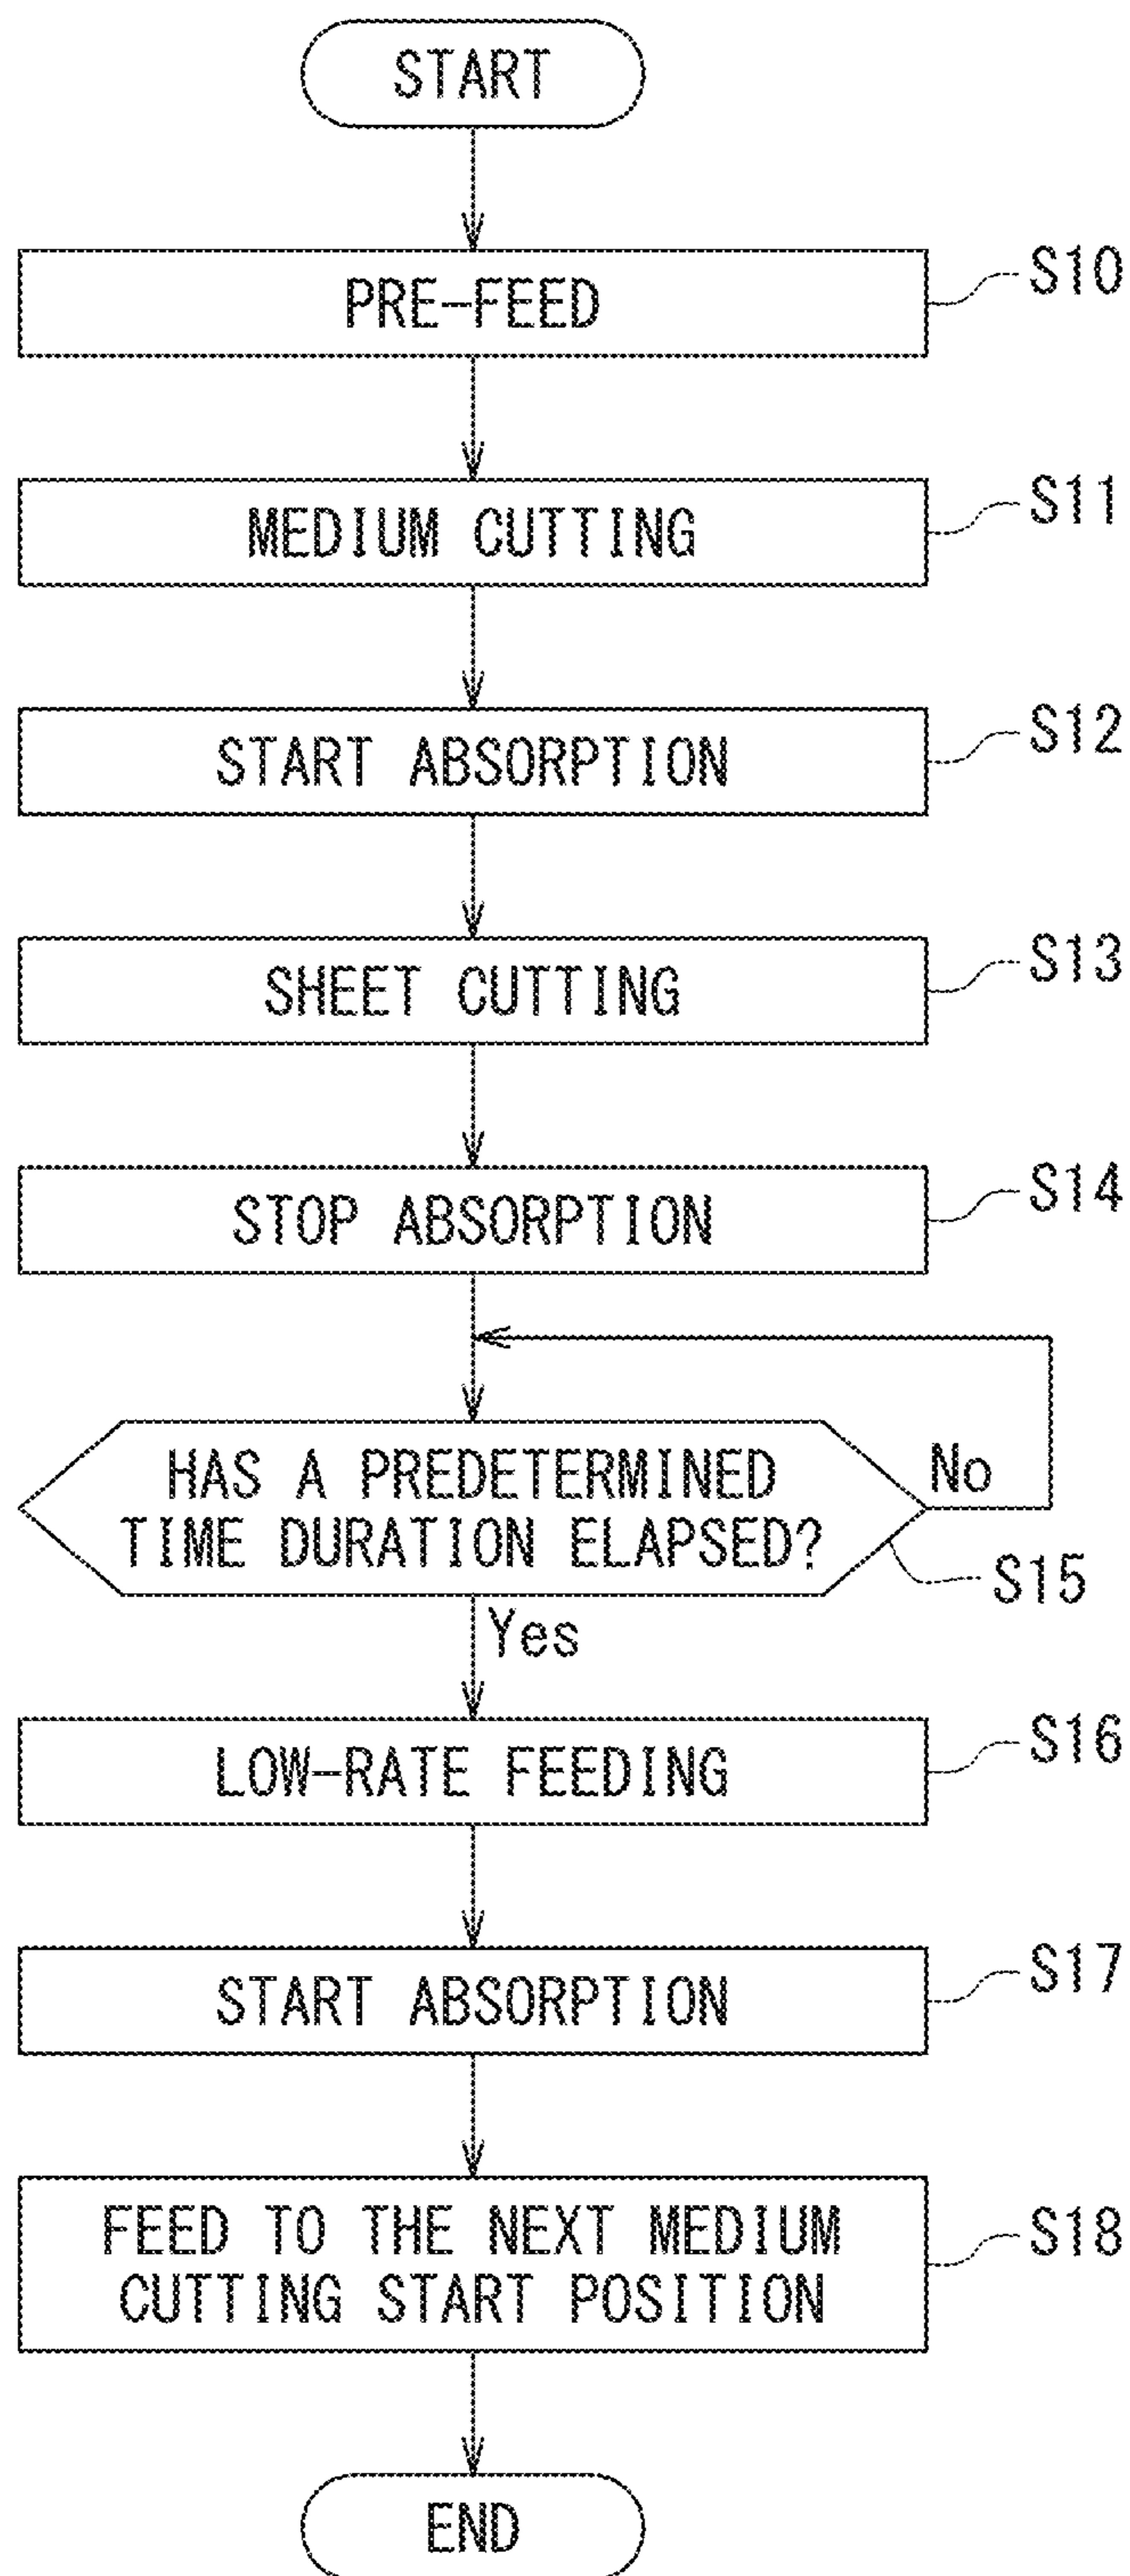 START
PRE-FEED
S10
MEDIUM CUTTING
S11
START ABSORPTION
S12
SHEET CUTTING
S13
STOP ABSORPTION
S14
HAS A PREDETERMINED
TIME DURATION ELAPSED?
No
S15
Yes
LOW-RATE FEEDING
S16
START ABSORPTION
S17
FEED TO THE NEXT MEDIUM
CUTTING START POSITION
S18
END